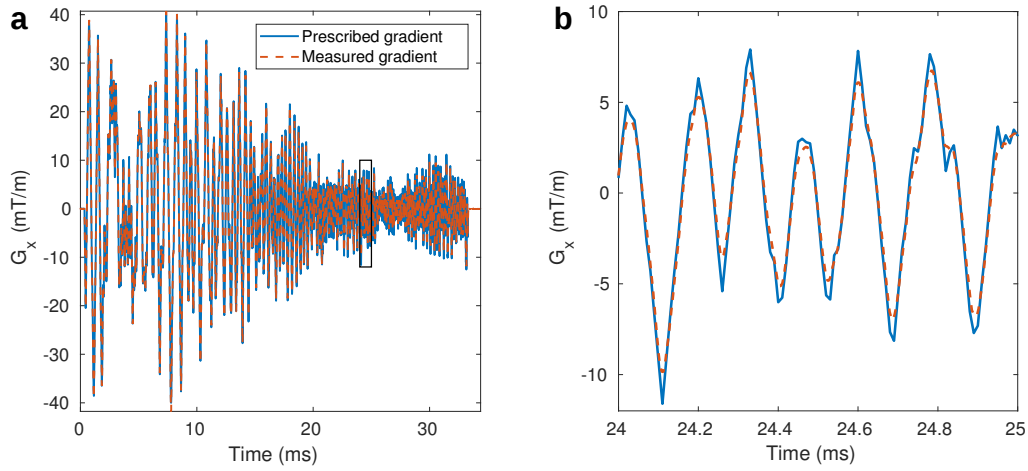 a
G_x (mT/m)
40
30
20
10
0
-10
-20
-30
-40
Prescribed gradient
Measured gradient
0 10 20 30
Time (ms)
b
G_x (mT/m)
10
5
0
-5
-10
24 24.2 24.4 24.6 24.8 25
Time (ms)